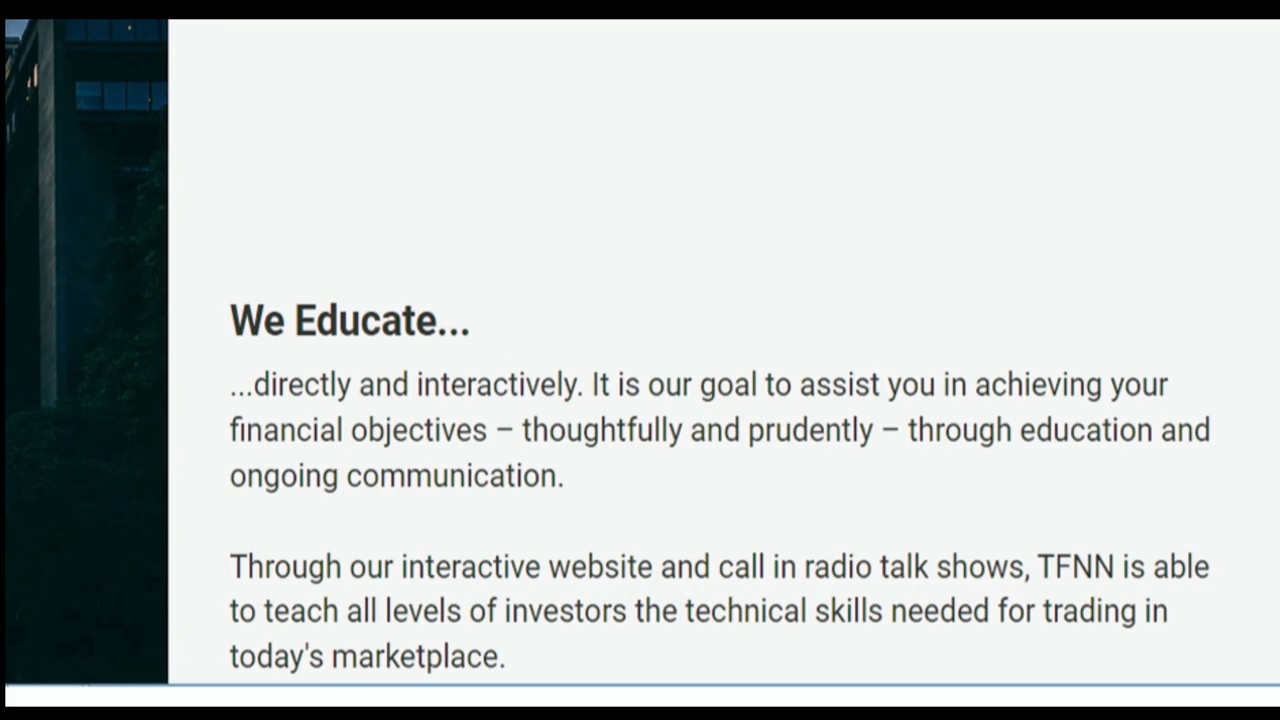 We Educate...
...directly and interactively. It is our goal to assist you in achieving your
financial objectives – thoughtfully and prudently – through education and
ongoing communication.
Through our interactive website and call in radio talk shows, TFNN is able
to teach all levels of investors the technical skills needed for trading in
today's marketplace.